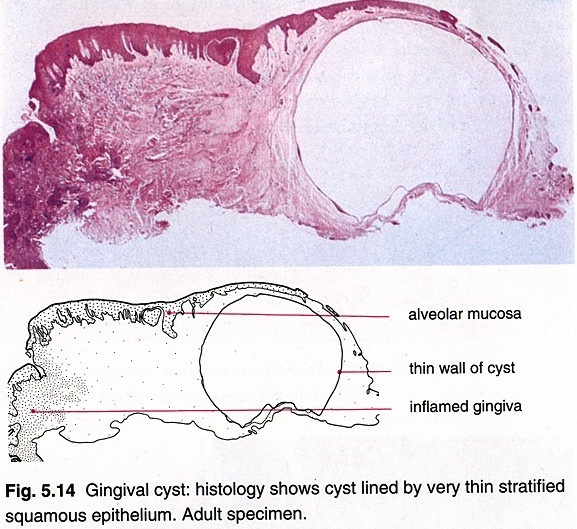 alveolar mucosa
thin wall of cyst
inflamed gingiva
Fig. 5.14 Gingival cyst: histology shows cyst lined by very thin stratified
squamous epithelium. Adult specimen.